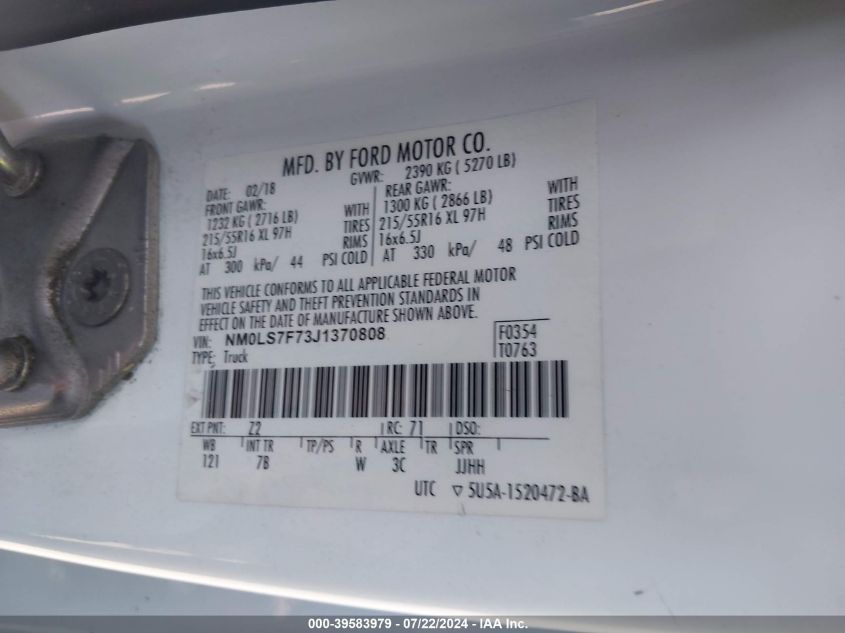 MFD. BY FORD MOTOR CO.
DATE: 02/18 GVWR: 2390 KG ( 5270 LB)
FRONT GAWR: REAR GAWR:
1232 KG ( 2716 LB) WITH 1300 KG ( 2866 LB) WITH
215/55R16 XL 97H TIRES 215/55R16 XL 97H TIRES
16x6.5J RIMS 16x6.5J RIMS
AT 300 kPa/ 44 PSI COLD AT 330 kPa/ 48 PSI COLD
THIS VEHICLE CONFORMS TO ALL APPLICABLE FEDERAL MOTOR
VEHICLE SAFETY AND THEFT PREVENTION STANDARDS IN
EFFECT ON THE DATE OF MANUFACTURE SHOWN ABOVE.
VIN: NM0LS7F73J1370808 F0354
TYPE: Truck T0763
EXT PNT: Z2 RC: 71 DSO:
WB INT TR TP/PS R AXLE TR SPR
121 7B W 3C JJHH
UTC ▽ 5U5A-1520472-BA
000-39583979 - 07/22/2024 - IAAI Inc.